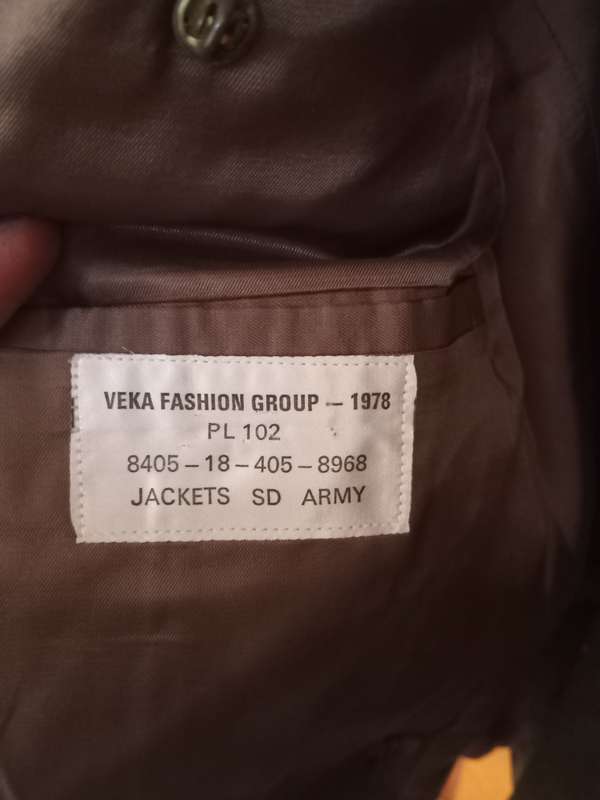 VEKA FASHION GROUP – 1978
PL 102
8405 – 18 – 405 – 8968
JACKETS SD ARMY